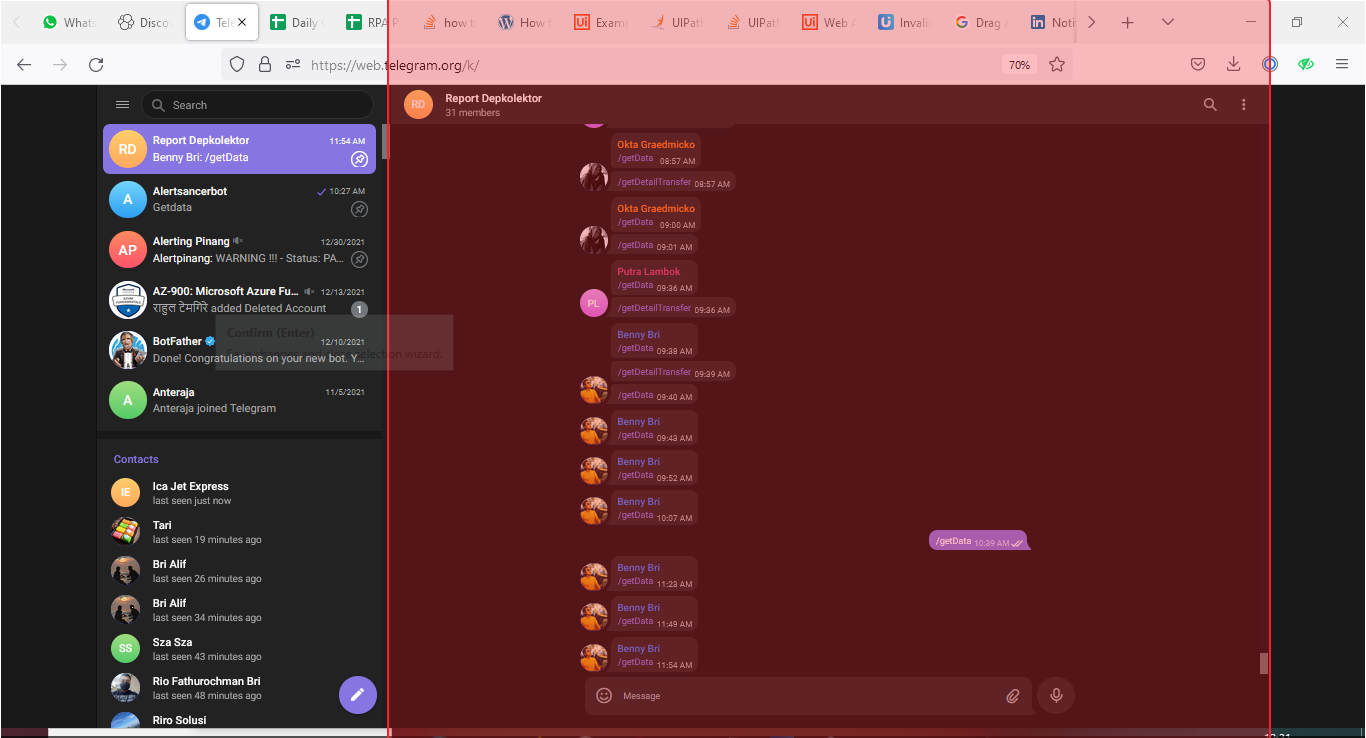 Whats
Disco
Tele
Daily
RPA P
how t
How t
Examp
UIPat
UIPat
Web A
Invalid
Drag a
Noti
https://web.telegram.org/k/
70%
Search
RD
Report Depkolektor
11:54 AM
Benny Bri: /getData
A
Alertsancerbot
10:27 AM
Getdata
AP
Alerting Pinang
12/30/2021
Alertpinang: WARNING !!! - Status: PA...
AZ-900: Microsoft Azure Fu...
12/13/2021
राहुल टेमगिरे added Deleted Account
1
BotFather
12/10/2021
Done! Congratulations on your new bot. Y...
Confirm (Enter)
selection wizard.
A
Anteraja
11/5/2021
Anteraja joined Telegram
Contacts
IE
Ica Jet Express
last seen just now
Tari
last seen 19 minutes ago
Bri Alif
last seen 26 minutes ago
Bri Alif
last seen 34 minutes ago
SS
Sza Sza
last seen 43 minutes ago
Rio Fathurochman Bri
last seen 48 minutes ago
Riro Solusi
RD
Report Depkolektor
31 members
Okta Graedmicko
/getData 08:57 AM
/getDetailTransfer 08:57 AM
Okta Graedmicko
/getData 09:00 AM
/getData 09:01 AM
Putra Lambok
/getData 09:36 AM
PL
/getDetailTransfer 09:36 AM
Benny Bri
/getData 09:38 AM
/getDetailTransfer 09:39 AM
/getData 09:40 AM
Benny Bri
/getData 09:43 AM
Benny Bri
/getData 09:52 AM
Benny Bri
/getData 10:07 AM
/getData 10:39 AM
Benny Bri
/getData 11:23 AM
Benny Bri
/getData 11:49 AM
Benny Bri
/getData 11:54 AM
Message